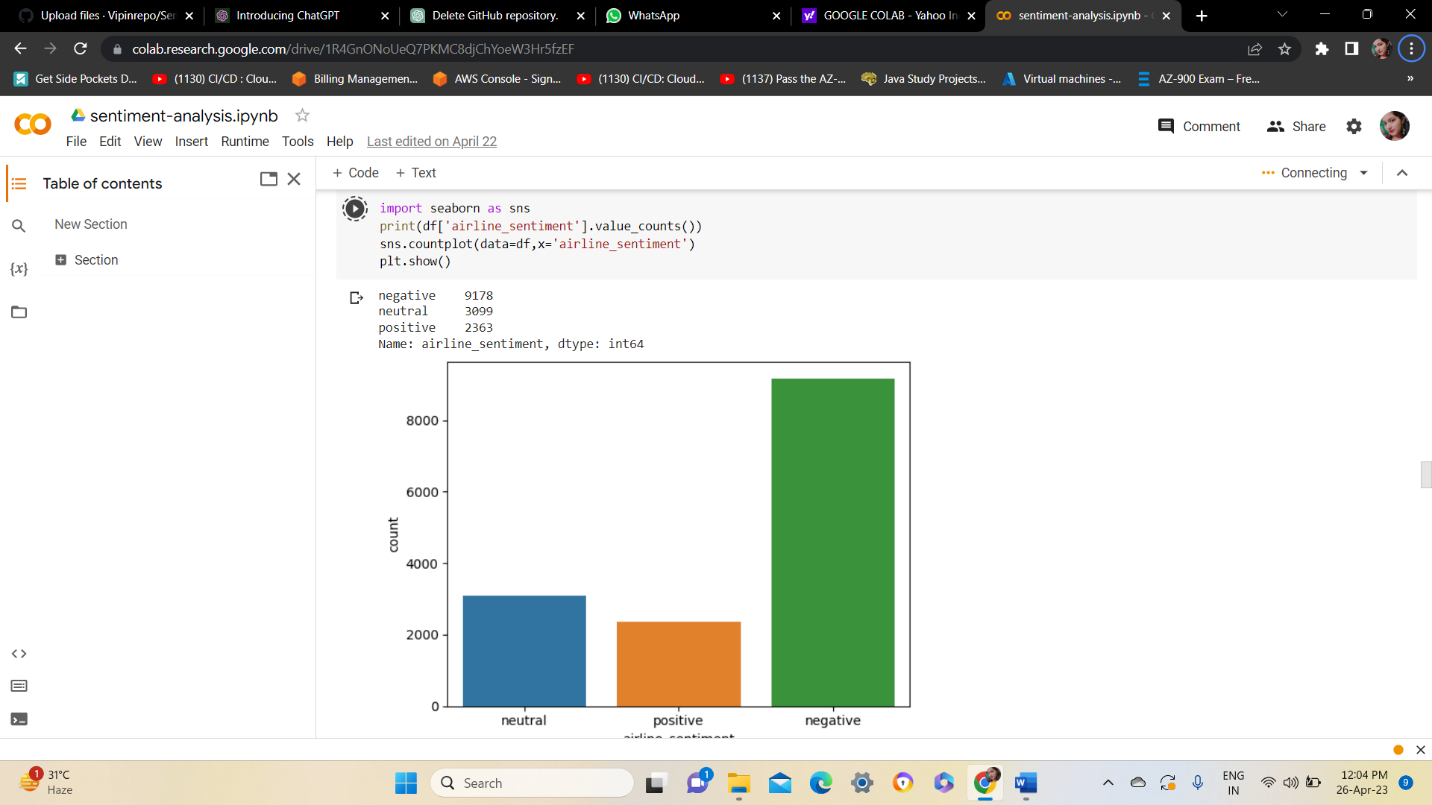 Upload files · Vipinrepo/Ser
Introducing ChatGPT
Delete GitHub repository.
WhatsApp
GOOGLE COLAB - Yahoo In
sentiment-analysis.ipynb -
colab.research.google.com/drive/1R4GnONoUeQ7PKMC8djChYoeW3Hr5fzEF
Get Side Pockets D...
(1130) CI/CD : Clou...
Billing Managemen...
AWS Console - Sign...
(1130) CI/CD: Cloud...
(1137) Pass the AZ-...
Java Study Projects...
Virtual machines -...
AZ-900 Exam – Fre...
»
sentiment-analysis.ipynb
File Edit View Insert Runtime Tools Help Last edited on April 22
Comment
Share
Table of contents
New Section
Section
{x}
+ Code + Text
Connecting
import seaborn as sns
print(df['airline_sentiment'].value_counts())
sns.countplot(data=df,x='airline_sentiment')
plt.show()
negative 9178
neutral 3099
positive 2363
Name: airline_sentiment, dtype: int64
8000
6000
4000
2000
0
count
neutral positive negative
airline_sentiment
1
31°C
Haze
Search
1
ENG
IN
12:04 PM
26-Apr-23
9